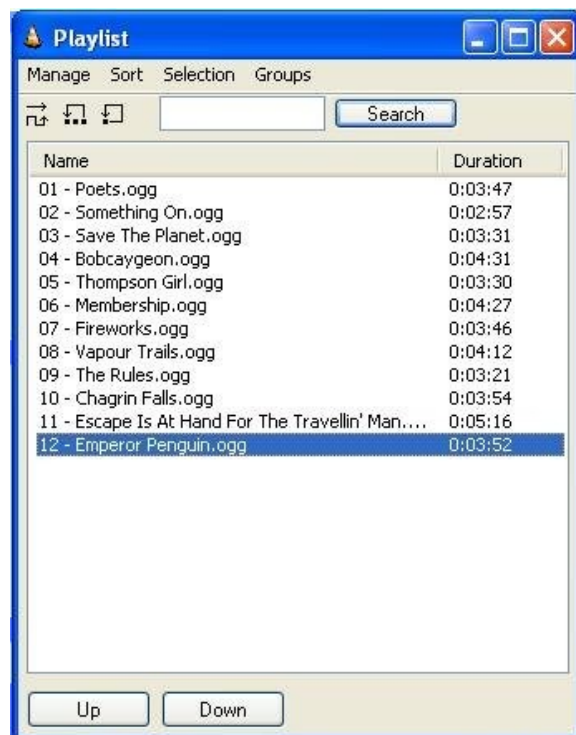 Playlist
Manage Sort Selection Groups
Search
Name Duration
01 - Poets.ogg 0:03:47
02 - Something On.ogg 0:02:57
03 - Save The Planet.ogg 0:03:31
04 - Bobcaygeon.ogg 0:04:31
05 - Thompson Girl.ogg 0:03:30
06 - Membership.ogg 0:04:27
07 - Fireworks.ogg 0:03:46
08 - Vapour Trails.ogg 0:04:12
09 - The Rules.ogg 0:03:21
10 - Chagrin Falls.ogg 0:03:54
11 - Escape Is At Hand For The Travellin' Man.... 0:05:16
12 - Emperor Penguin.ogg 0:03:52
Up Down